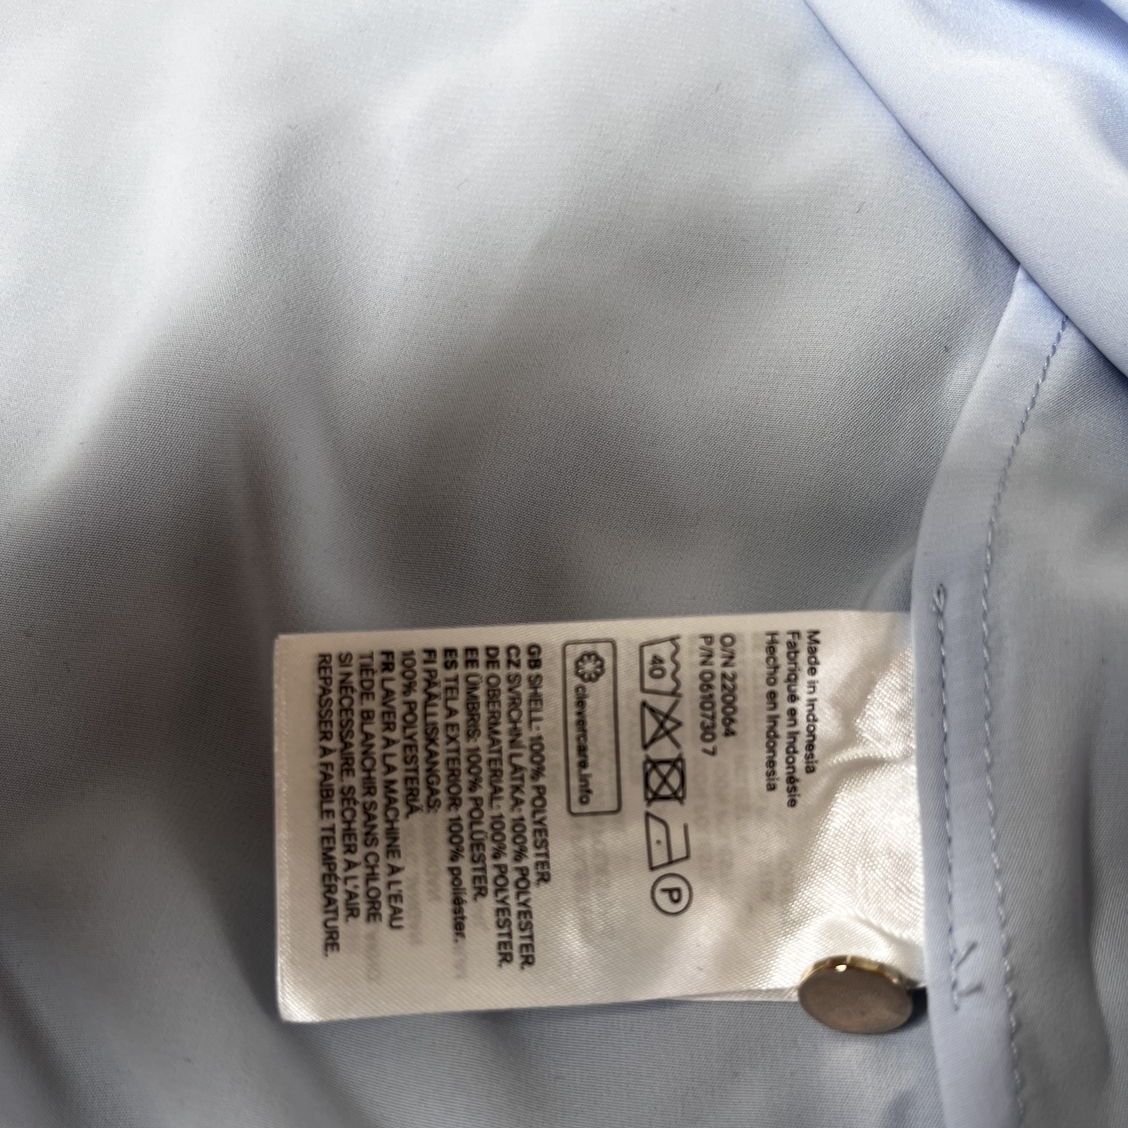 Made in Indonesia
Fabriqué en Indonésie
Hecho en Indonesia
O/N 220064
P/N 06107730 7
40
P
clevercare.info
GB SHELL: 100% POLYESTER.
CZ SVRCHNÍ LÁTKA: 100% POLYESTER.
DE OBERMATERIAL: 100% POLYESTER.
EE ÜMBRIS: 100% POLÜESTER.
ES TELA EXTERIOR: 100% poliéster.
FI PÄÄLLISKANGAS:
100% POLYESTERIÄ.
FR LAVER À LA MACHINE À L'EAU
TIÈDE. BLANCHIR SANS CHLORE
SI NÉCESSAIRE. SÉCHER À L'AIR.
REPASSER À FAIBLE TEMPÉRATURE.